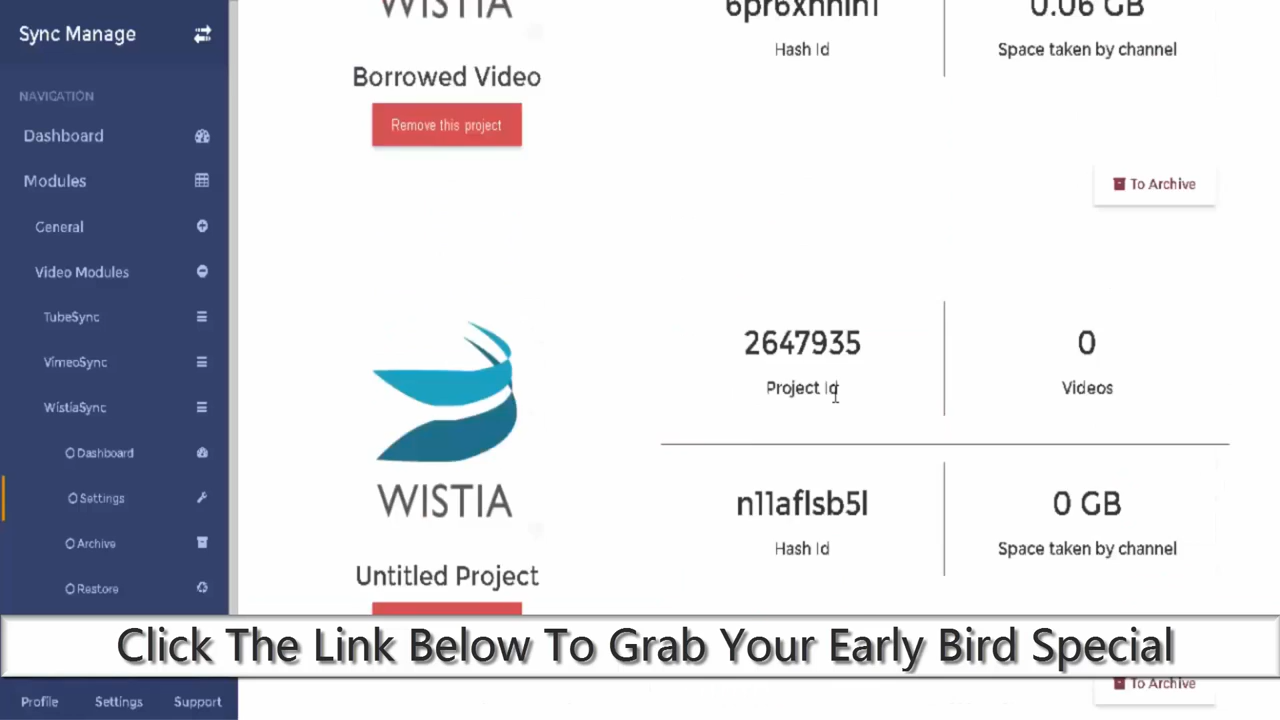 Sync Manage
NAVIGATION
Dashboard
Modules
General
Video Modules
TubeSync
VimeoSync
WistiaSync
Dashboard
Settings
Archive
Restore
Profile Settings Support
WISTIA
Borrowed Video
Remove this project
Hash Id
0.06 GB
Space taken by channel
To Archive
WISTIA
Untitled Project
2647935
Project Id
0
Videos
n11aflsb5l
Hash Id
0 GB
Space taken by channel
Click The Link Below To Grab Your Early Bird Special
To Archive